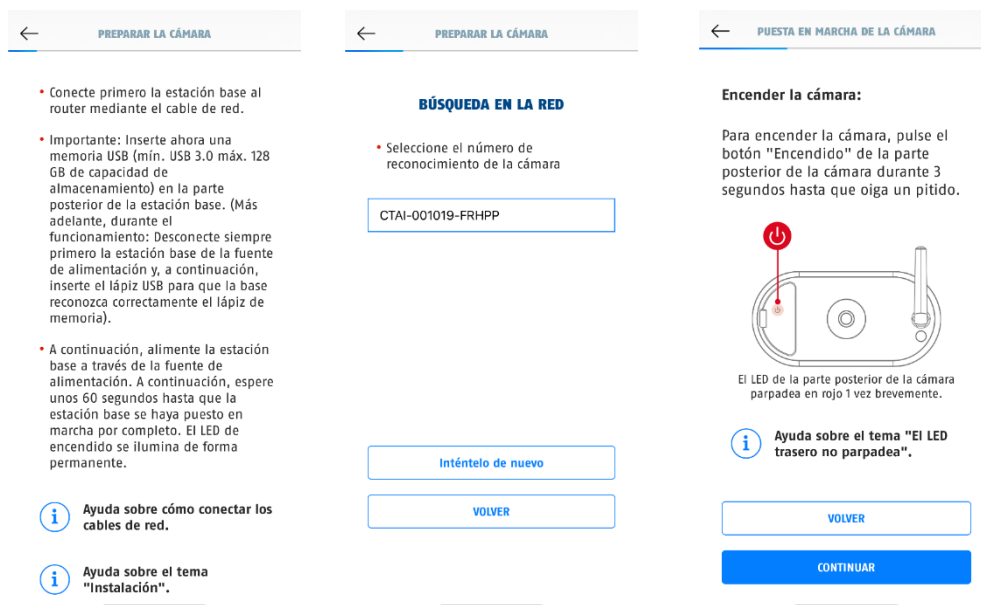 PREPARAR LA CÁMARA
• Conecte primero la estación base al
router mediante el cable de red.
• Importante: Inserte ahora una
memoria USB (mín. USB 3.0 máx. 128
GB de capacidad de
almacenamiento) en la parte
posterior de la estación base. (Más
adelante, durante el
funcionamiento: Desconecte siempre
primero la estación base de la fuente
de alimentación y, a continuación,
inserte el lápiz USB para que la base
reconozca correctamente el lápiz de
memoria).
• A continuación, alimente la estación
base a través de la fuente de
alimentación. A continuación, espere
unos 60 segundos hasta que la
estación base se haya puesto en
marcha por completo. El LED de
encendido se ilumina de forma
permanente.
Ayuda sobre cómo conectar los
cables de red.
Ayuda sobre el tema
"Instalación".
PREPARAR LA CÁMARA
BÚSQUEDA EN LA RED
• Seleccione el número de
reconocimiento de la cámara
CTAI-001019-FRHPP
Inténtelo de nuevo
VOLVER
PUESTA EN MARCHA DE LA CÁMARA
Encender la cámara:
Para encender la cámara, pulse el
botón "Encendido" de la parte
posterior de la cámara durante 3
segundos hasta que oiga un pitido.
El LED de la parte posterior de la cámara
parpadea en rojo 1 vez brevemente.
Ayuda sobre el tema "El LED
trasero no parpadea".
VOLVER
CONTINUAR